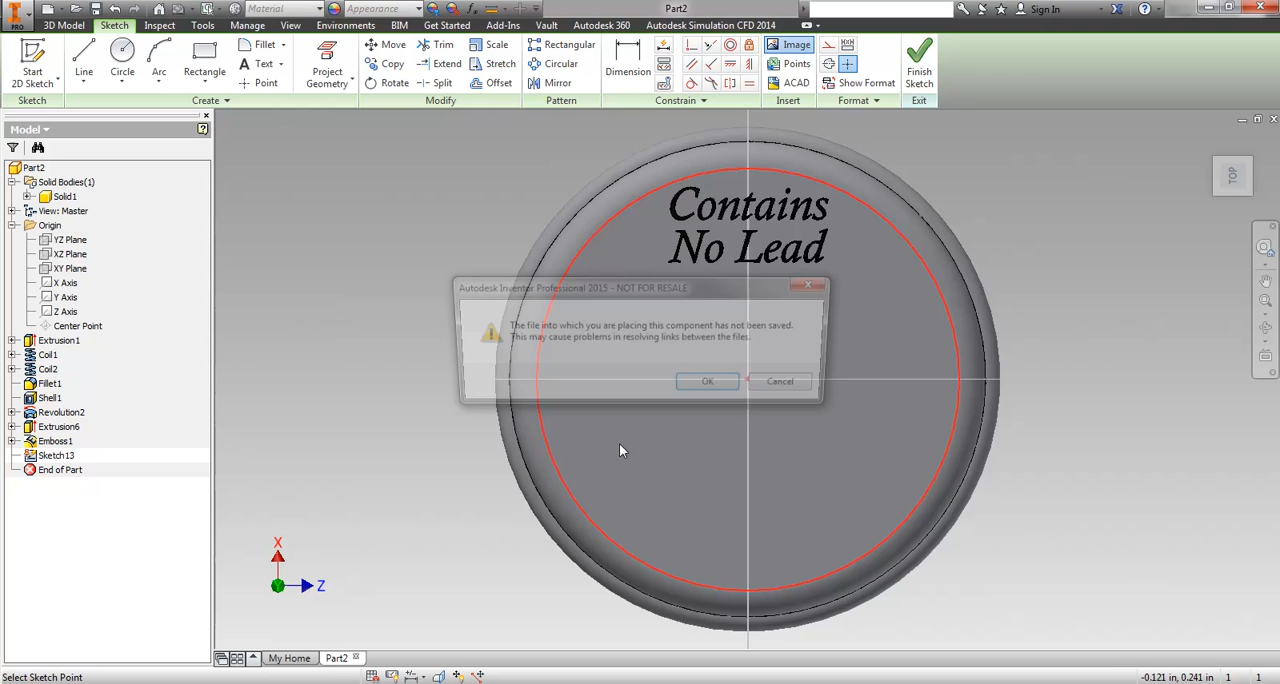 Material
Appearance
Part2
Sign In
PRO
3D Model
Sketch
Inspect
Tools
Manage
View
Environments
BIM
Get Started
Add-Ins
Vault
Autodesk 360
Autodesk Simulation CFD 2014
Start
2D Sketch
Line
Circle
Arc
Rectangle
Fillet
Text
Point
Project
Geometry
Move
Copy
Rotate
Trim
Extend
Split
Scale
Stretch
Offset
Rectangular
Circular
Mirror
Dimension
Image
Points
ACAD
Show Format
Finish
Sketch
Sketch
Create
Modify
Pattern
Constrain
Insert
Format
Exit
Model
Part2
Solid Bodies(1)
Solid1
View: Master
Origin
YZ Plane
XZ Plane
XY Plane
X Axis
Y Axis
Z Axis
Center Point
Extrusion1
Coil1
Coil2
Fillet1
Shell1
Revolution2
Extrusion6
Emboss1
Sketch13
End of Part
Contains
No Lead
TOP
Autodesk Inventor Professional 2015 - NOT FOR RESALE
The file into which you are placing this component has not been saved.
This may cause problems in resolving links between the files.
OK
Cancel
X
Z
My Home
Part2
Select Sketch Point
-0.121 in, 0.241 in
1
1